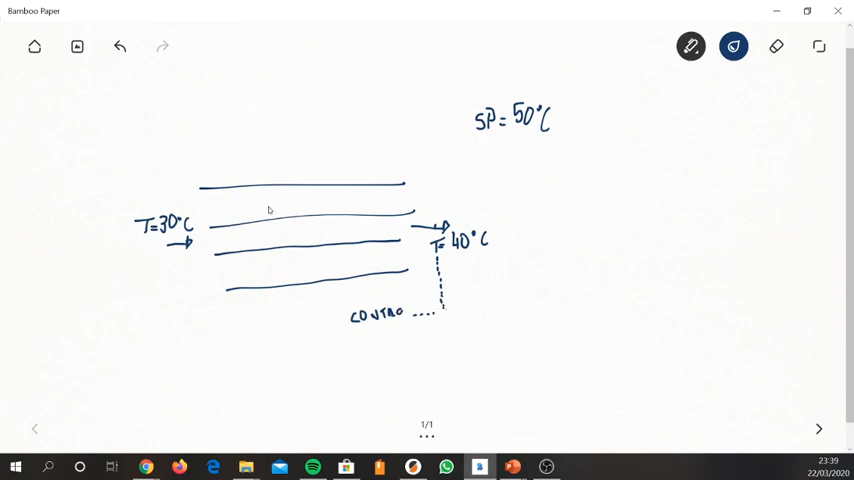 Bamboo Paper
SP= 50°C
T=30°C
T= 40°C
CONTRO
1/1
23:39
22/03/2020